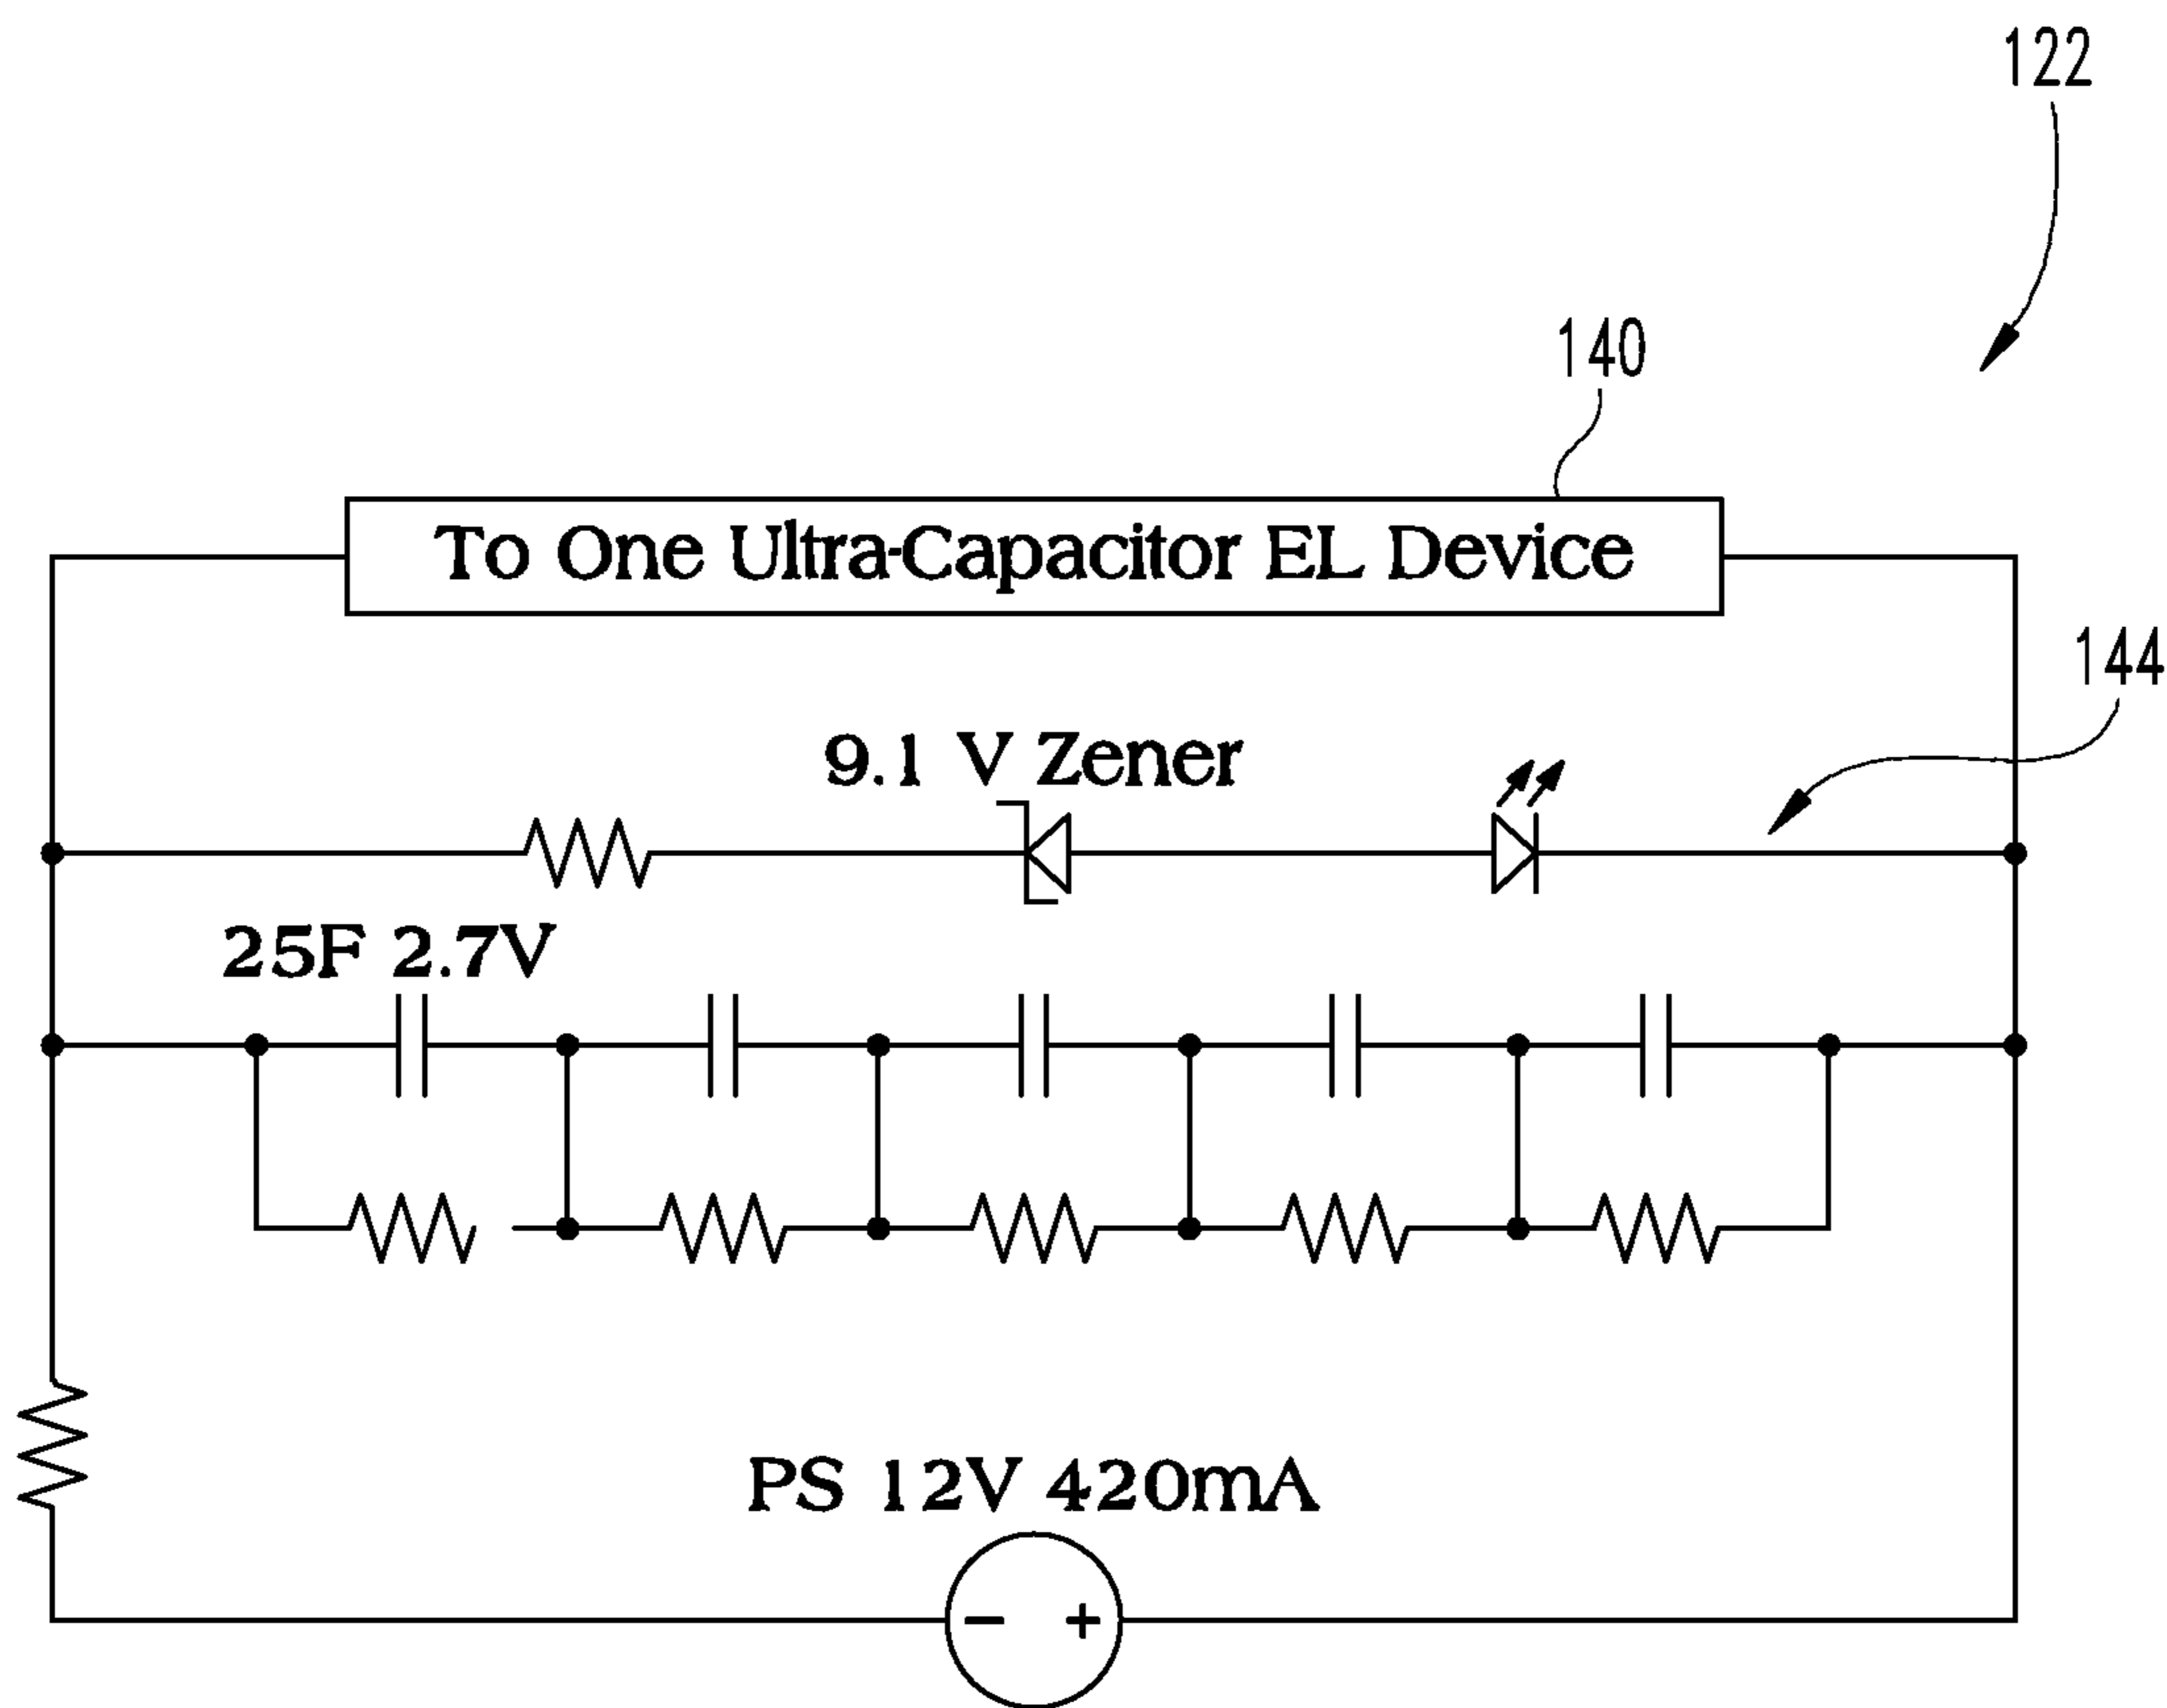 122
140
To One Ultra-Capacitor EL Device
144
9.1 V Zener
25F 2.7V
PS 12V 420mA
- +